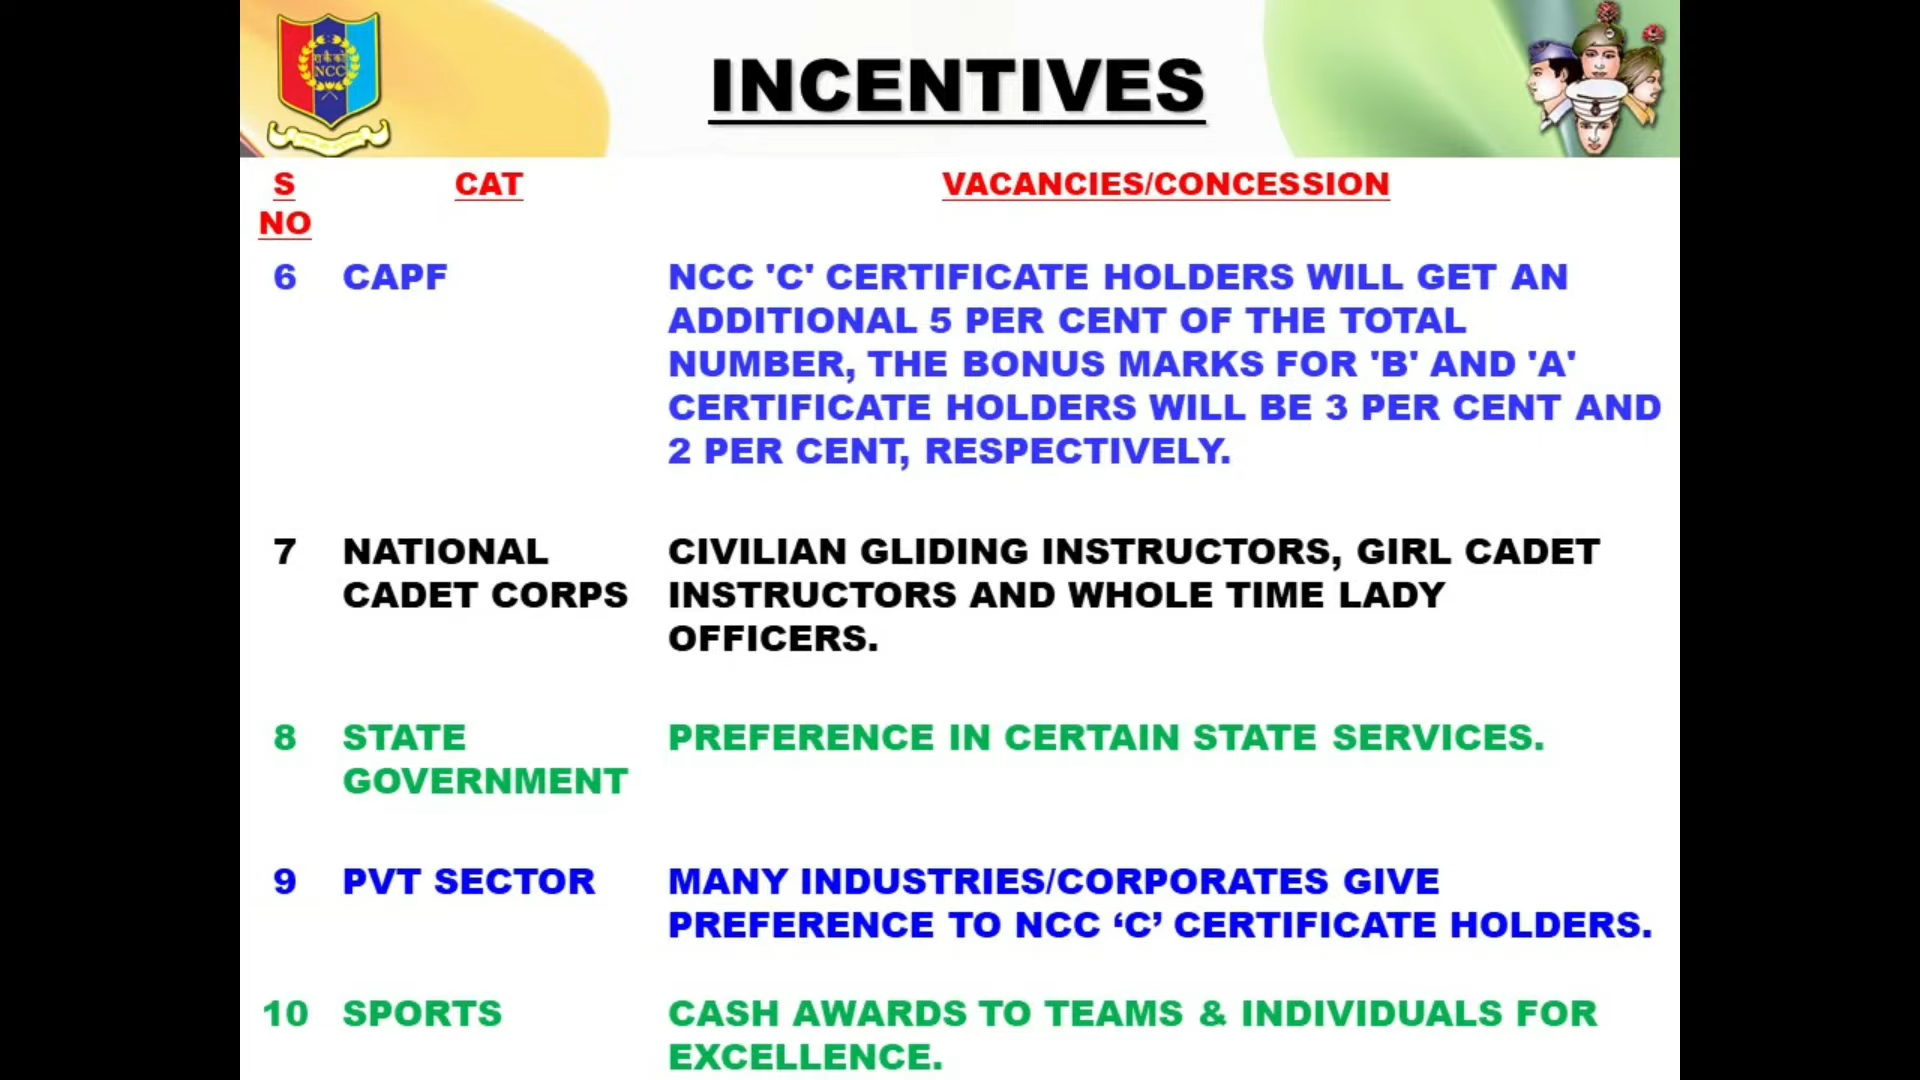 राकैको
NCC
INCENTIVES
S NO CAT VACANCIES/CONCESSION
6 CAPF NCC 'C' CERTIFICATE HOLDERS WILL GET AN
ADDITIONAL 5 PER CENT OF THE TOTAL
NUMBER, THE BONUS MARKS FOR 'B' AND 'A'
CERTIFICATE HOLDERS WILL BE 3 PER CENT AND
2 PER CENT, RESPECTIVELY.
7 NATIONAL CADET CORPS CIVILIAN GLIDING INSTRUCTORS, GIRL CADET
INSTRUCTORS AND WHOLE TIME LADY
OFFICERS.
8 STATE GOVERNMENT PREFERENCE IN CERTAIN STATE SERVICES.
9 PVT SECTOR MANY INDUSTRIES/CORPORATES GIVE
PREFERENCE TO NCC ‘C’ CERTIFICATE HOLDERS.
10 SPORTS CASH AWARDS TO TEAMS & INDIVIDUALS FOR
EXCELLENCE.